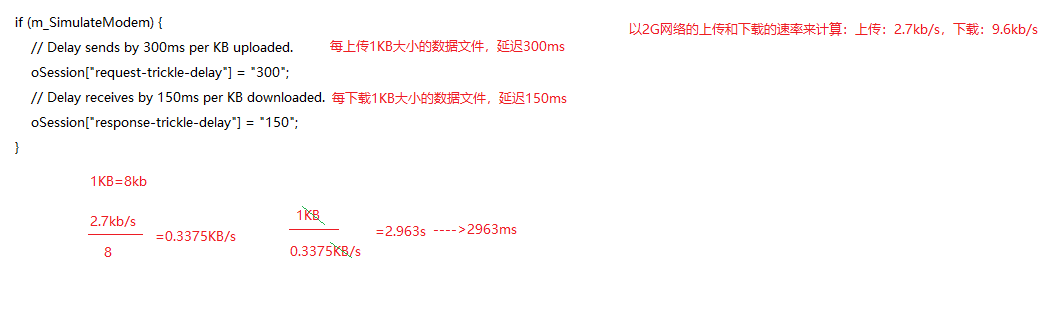 if (m_SimulateModem) {
以2G网络的上传和下载的速率来计算：上传：2.7kb/s，下载：9.6kb/s
// Delay sends by 300ms per KB uploaded. 每上传1KB大小的数据文件，延迟300ms
oSession["request-trickle-delay"] = "300";
// Delay receives by 150ms per KB downloaded. 每下载1KB大小的数据文件，延迟150ms
oSession["response-trickle-delay"] = "150";
}
1KB=8kb
2.7kb/s
8
=0.3375KB/s
1KB
0.3375KB/s
=2.963s ---->2963ms